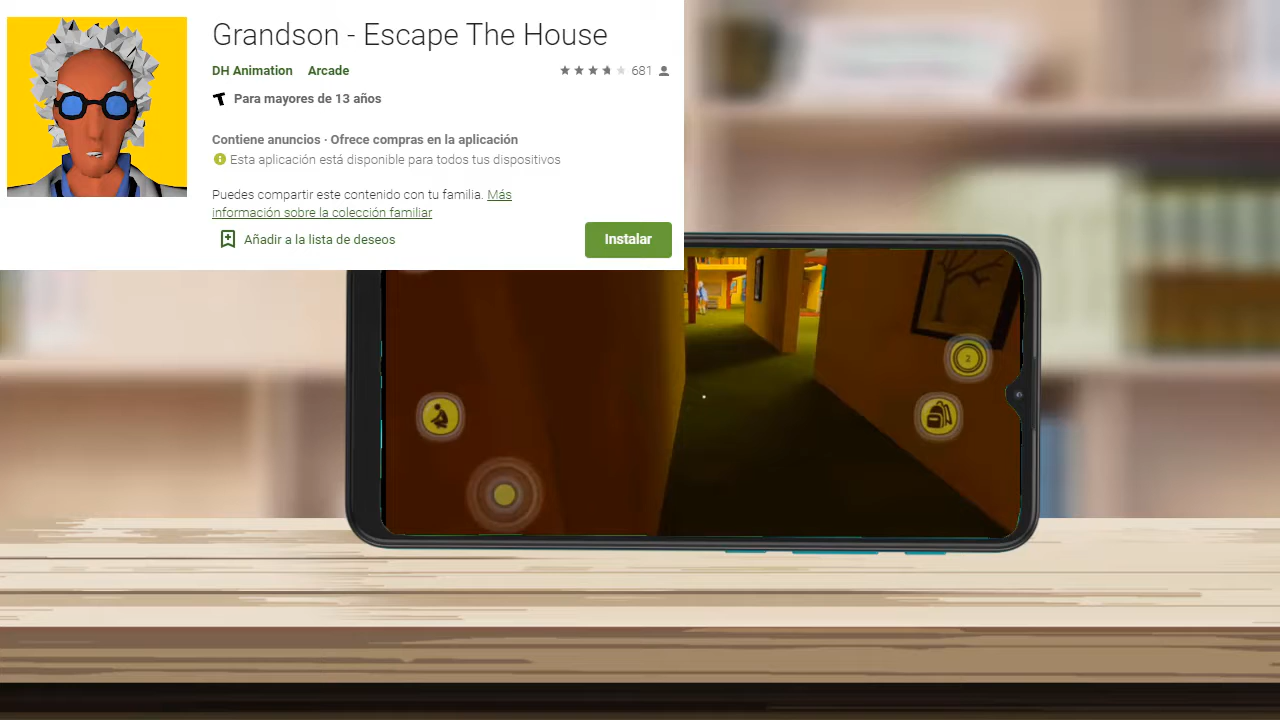 Grandson - Escape The House
DH Animation Arcade 681
Para mayores de 13 años
Contiene anuncios · Ofrece compras en la aplicación
Esta aplicación está disponible para todos tus dispositivos
Puedes compartir este contenido con tu familia. Más
información sobre la colección familiar
Añadir a la lista de deseos Instalar
2